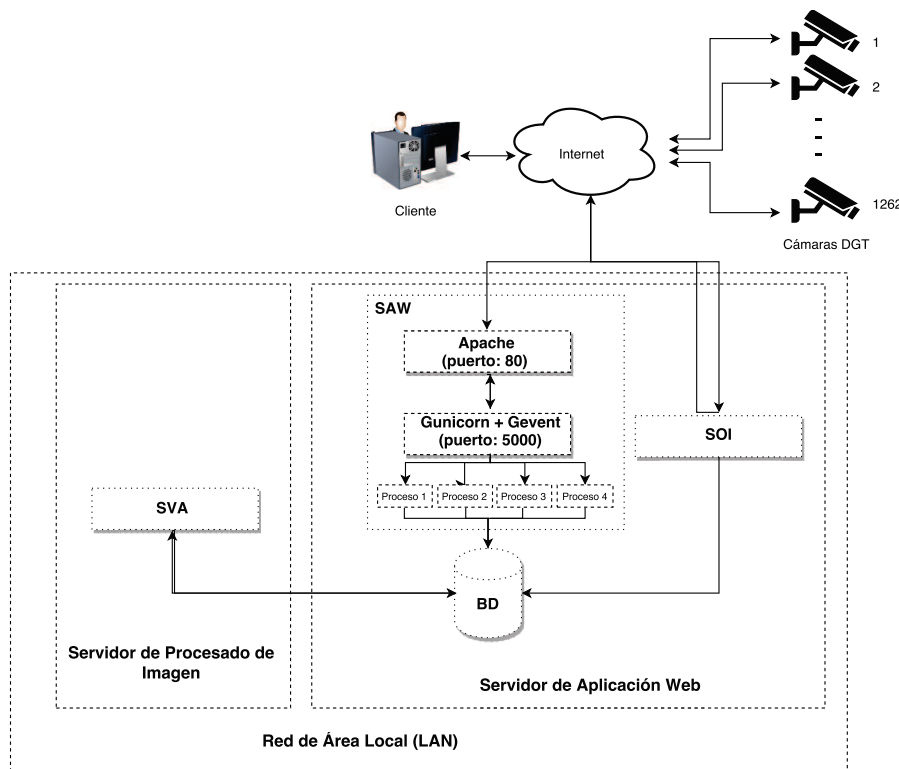 1
2
Internet
1262
Cliente
Cámaras DGT
SAW
Apache
(puerto: 80)
Gunicorn + Gevent
(puerto: 5000)
SOI
Proceso 1
Proceso 2
Proceso 3
Proceso 4
SVA
BD
Servidor de Procesado de
Imagen
Servidor de Aplicación Web
Red de Área Local (LAN)